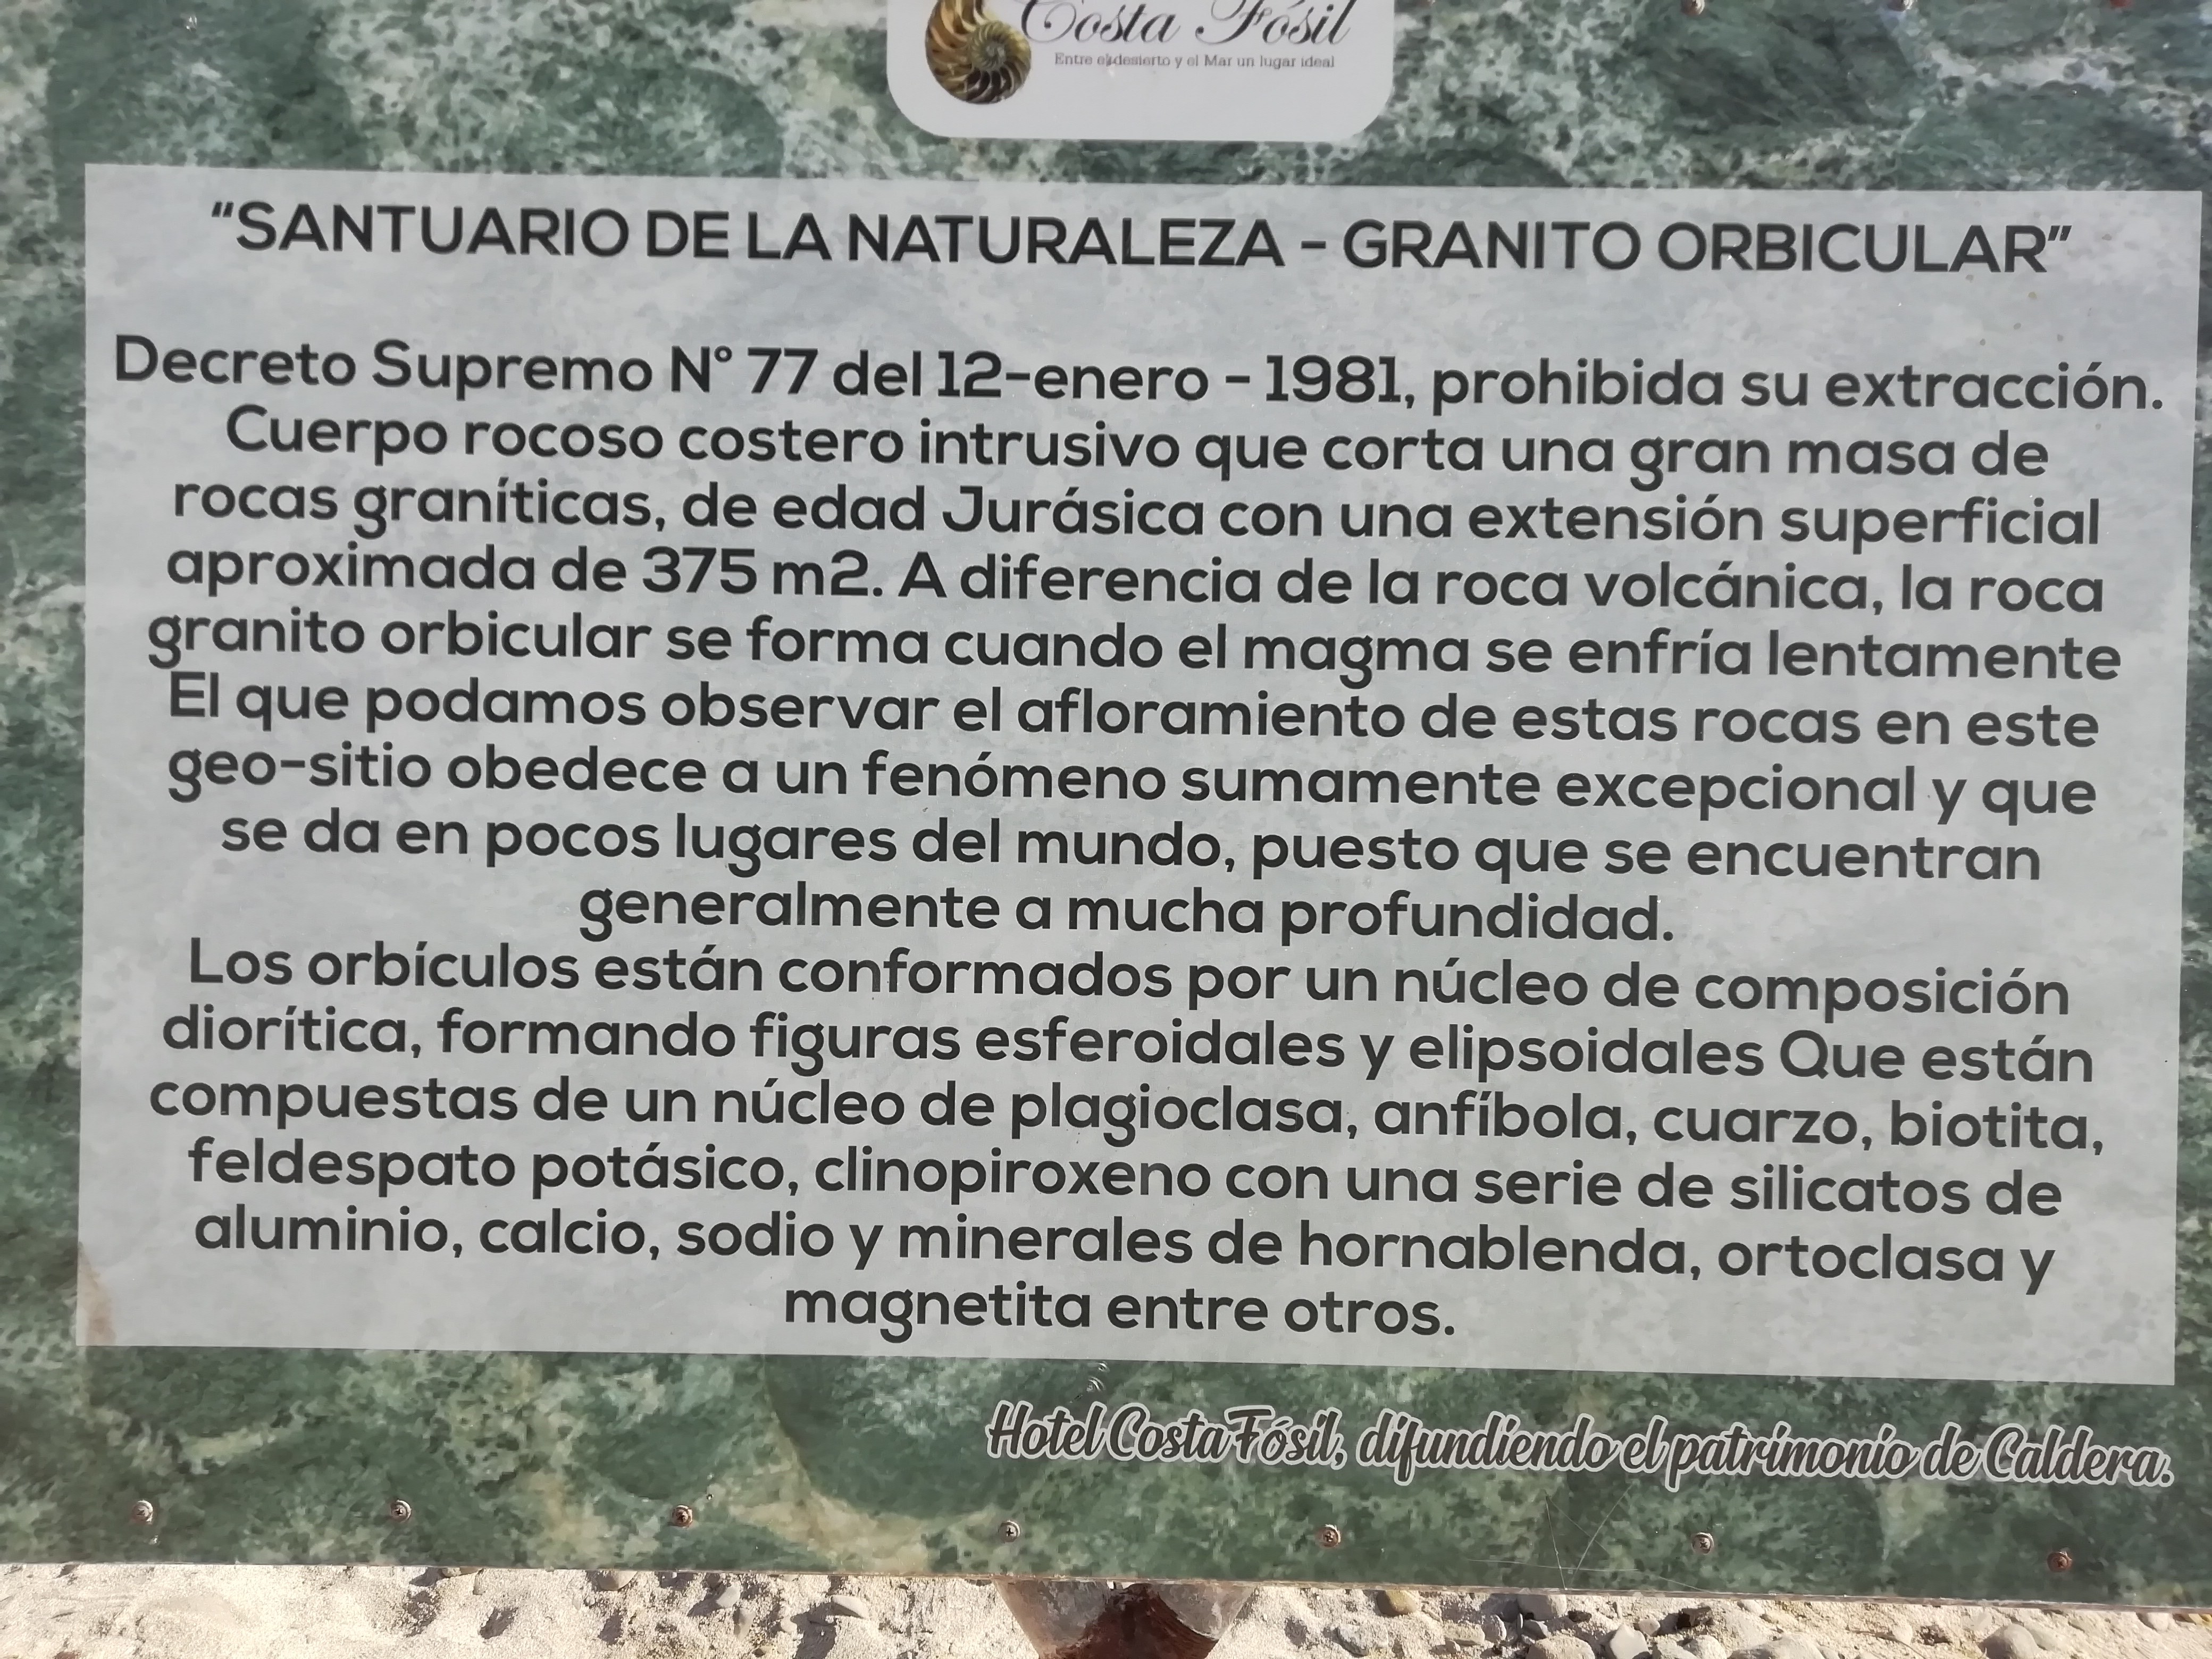 Costa Fósil
Entre el desierto y el Mar un lugar ideal
“SANTUARIO DE LA NATURALEZA - GRANITO ORBICULAR”
Decreto Supremo N° 77 del 12-enero - 1981, prohibida su extracción.
Cuerpo rocoso costero intrusivo que corta una gran masa de
rocas graníticas, de edad Jurásica con una extensión superficial
aproximada de 375 m2. A diferencia de la roca volcánica, la roca
granito orbicular se forma cuando el magma se enfría lentamente
El que podamos observar el afloramiento de estas rocas en este
geo-sitio obedece a un fenómeno sumamente excepcional y que
se da en pocos lugares del mundo, puesto que se encuentran
generalmente a mucha profundidad.
Los orbículos están conformados por un núcleo de composición
diorítica, formando figuras esferoidales y elipsoidales Que están
compuestas de un núcleo de plagioclasa, anfíbola, cuarzo, biotita,
feldespato potásico, clinopiroxeno con una serie de silicatos de
aluminio, calcio, sodio y minerales de hornablenda, ortoclasa y
magnetita entre otros.
Hotel Costa Fósil, difundiendo el patrimonio de Caldera.